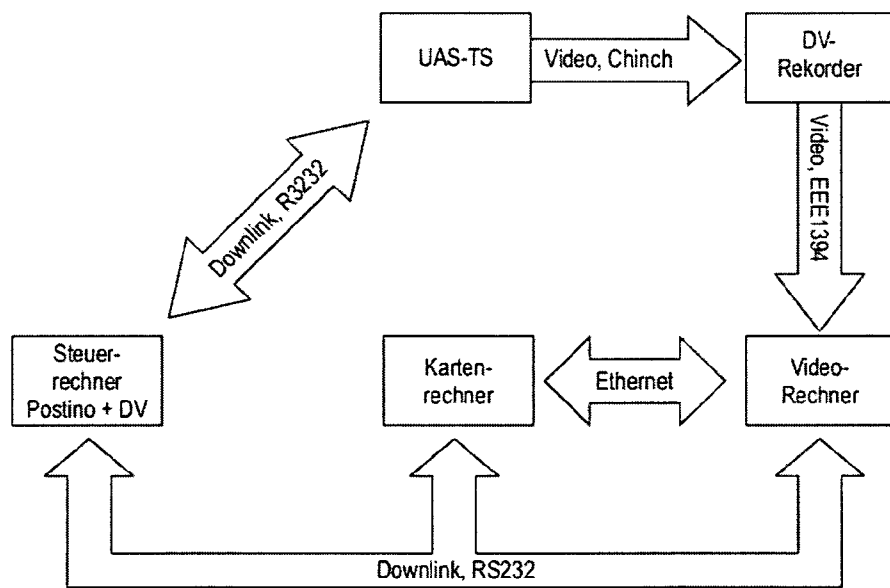 UAS-TS
Video, Chinch
DV-
Rekorder
Downlink, R3232
Video, EEE1394
Steuer-
rechner
Postino + DV
Karten-
rechner
Ethernet
Video-
Rechner
Downlink, RS232